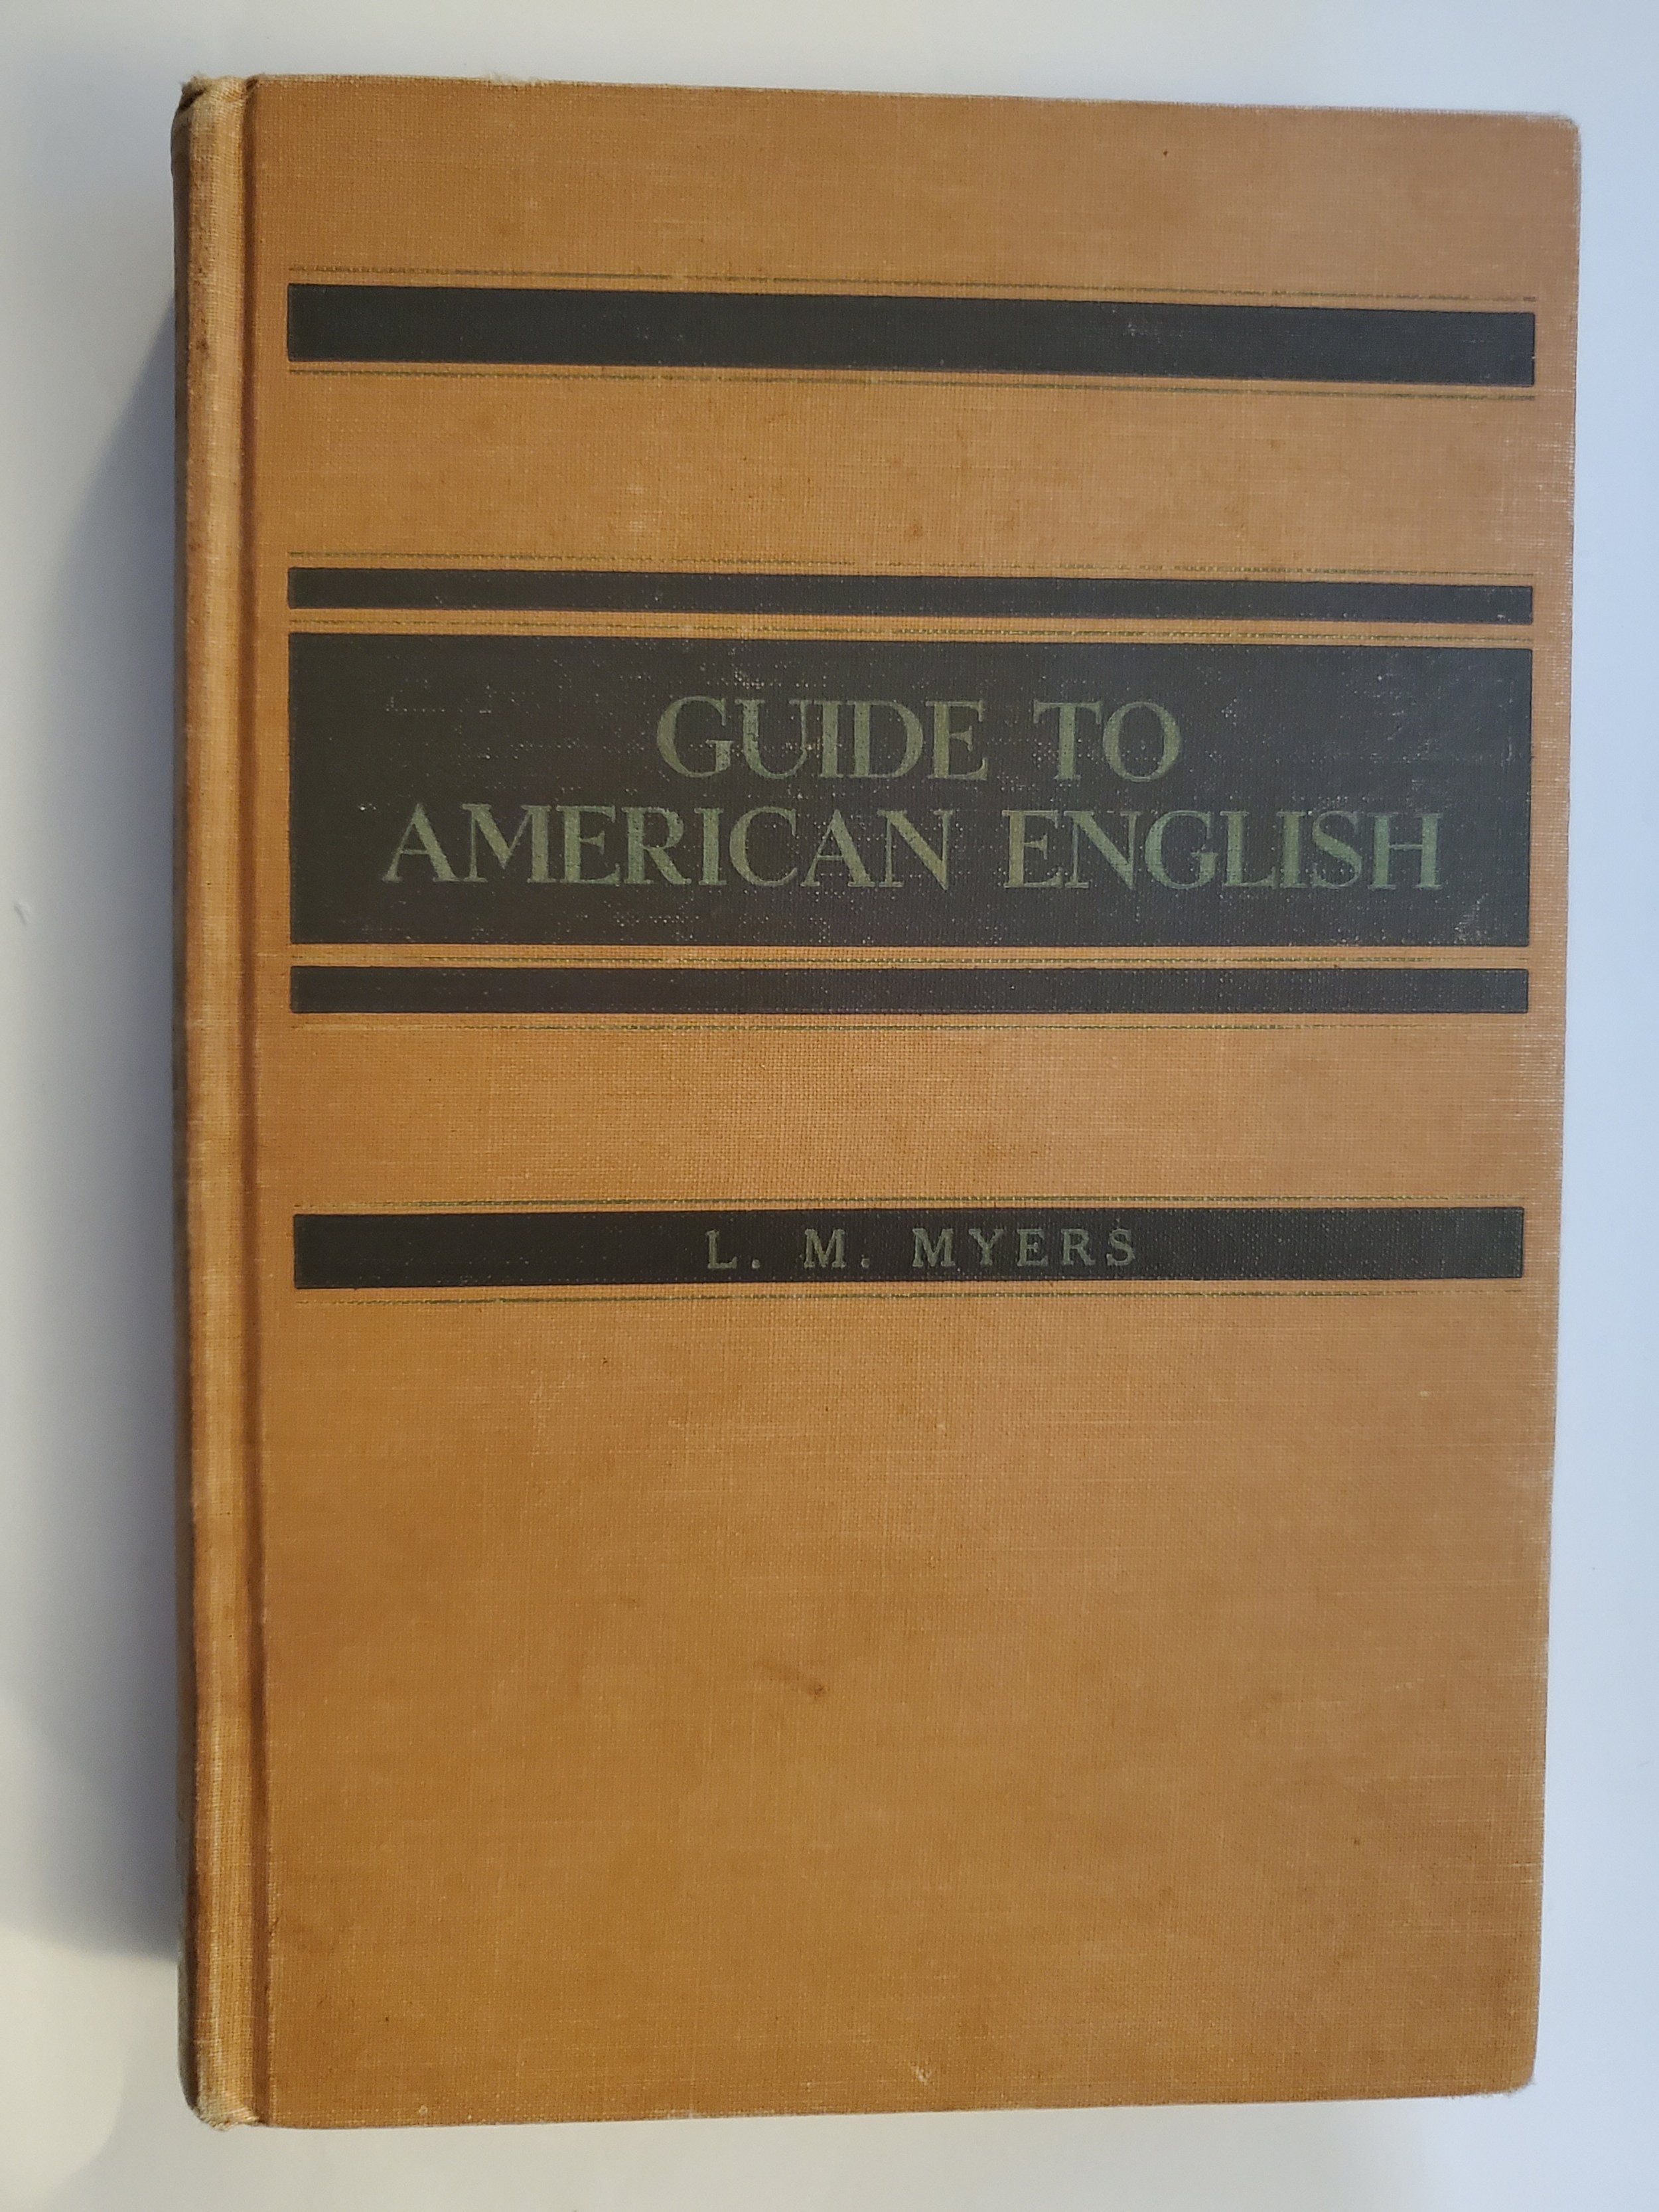 GUIDE TO
AMERICAN ENGLISH
L. M. MYERS